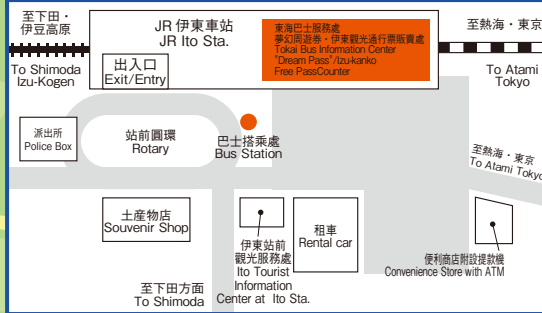 至下田・
伊豆高原
To Shimoda
Izu-Kogen
JR 伊東車站
JR Ito Sta.
出入口
Exit/Entry
東海巴士服務處
夢幻周遊券・伊東觀光通行票販賣處
Tokai Bus Information Center
"Dream Pass"/Izu-kanko
Free PassCounter
至熱海・東京
To Atami
Tokyo
派出所
Police Box
站前圓環
Rotary
巴士搭乘處
Bus Station
至熱海・東京
To Atami Tokyo
土産物店
Souvenir Shop
伊東站前
觀光服務處
Ito Tourist
Information
Center at Ito Sta.
租車
Rental car
便利商店附設提款機
Convenience Store with ATM
至下田方面
To Shimoda